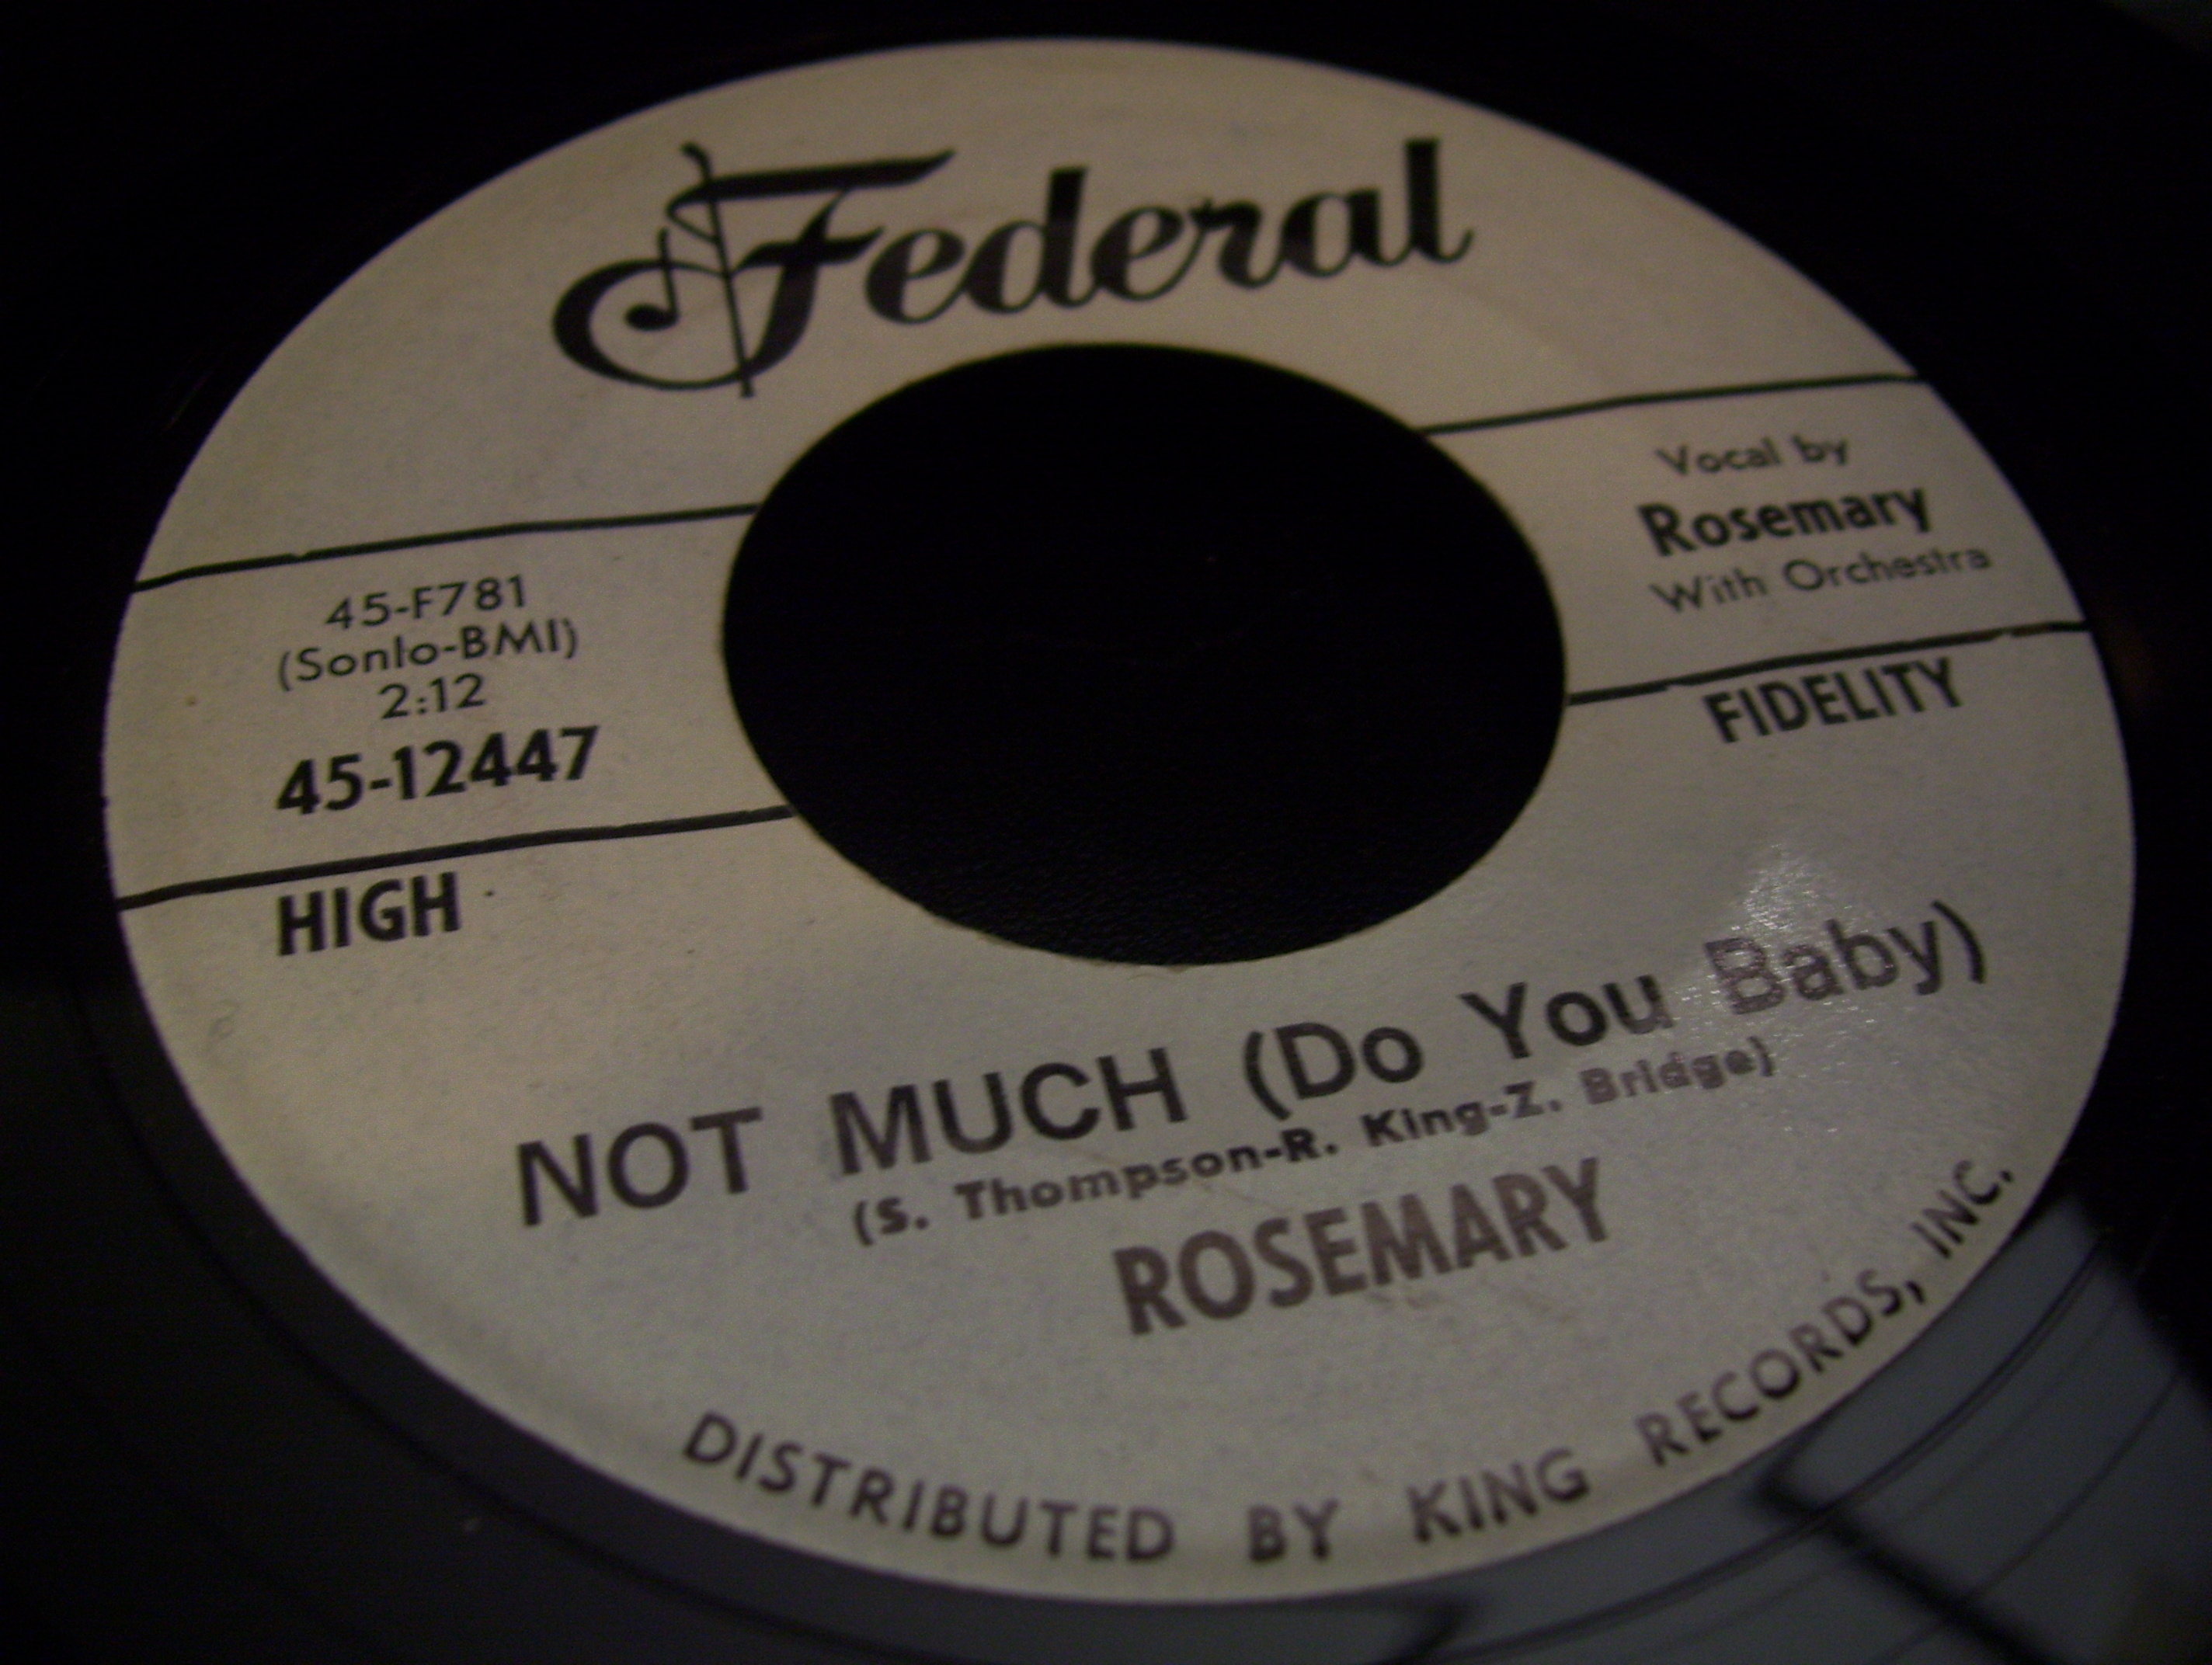 Federal
45-F781
(Sonlo-BMI)
2:12
45-12447
Vocal by
Rosemary
With Orchestra
HIGH
FIDELITY
NOT MUCH (Do You Baby)
(S. Thompson-R. King-Z. Bridge)
ROSEMARY
DISTRIBUTED BY KING RECORDS, INC.